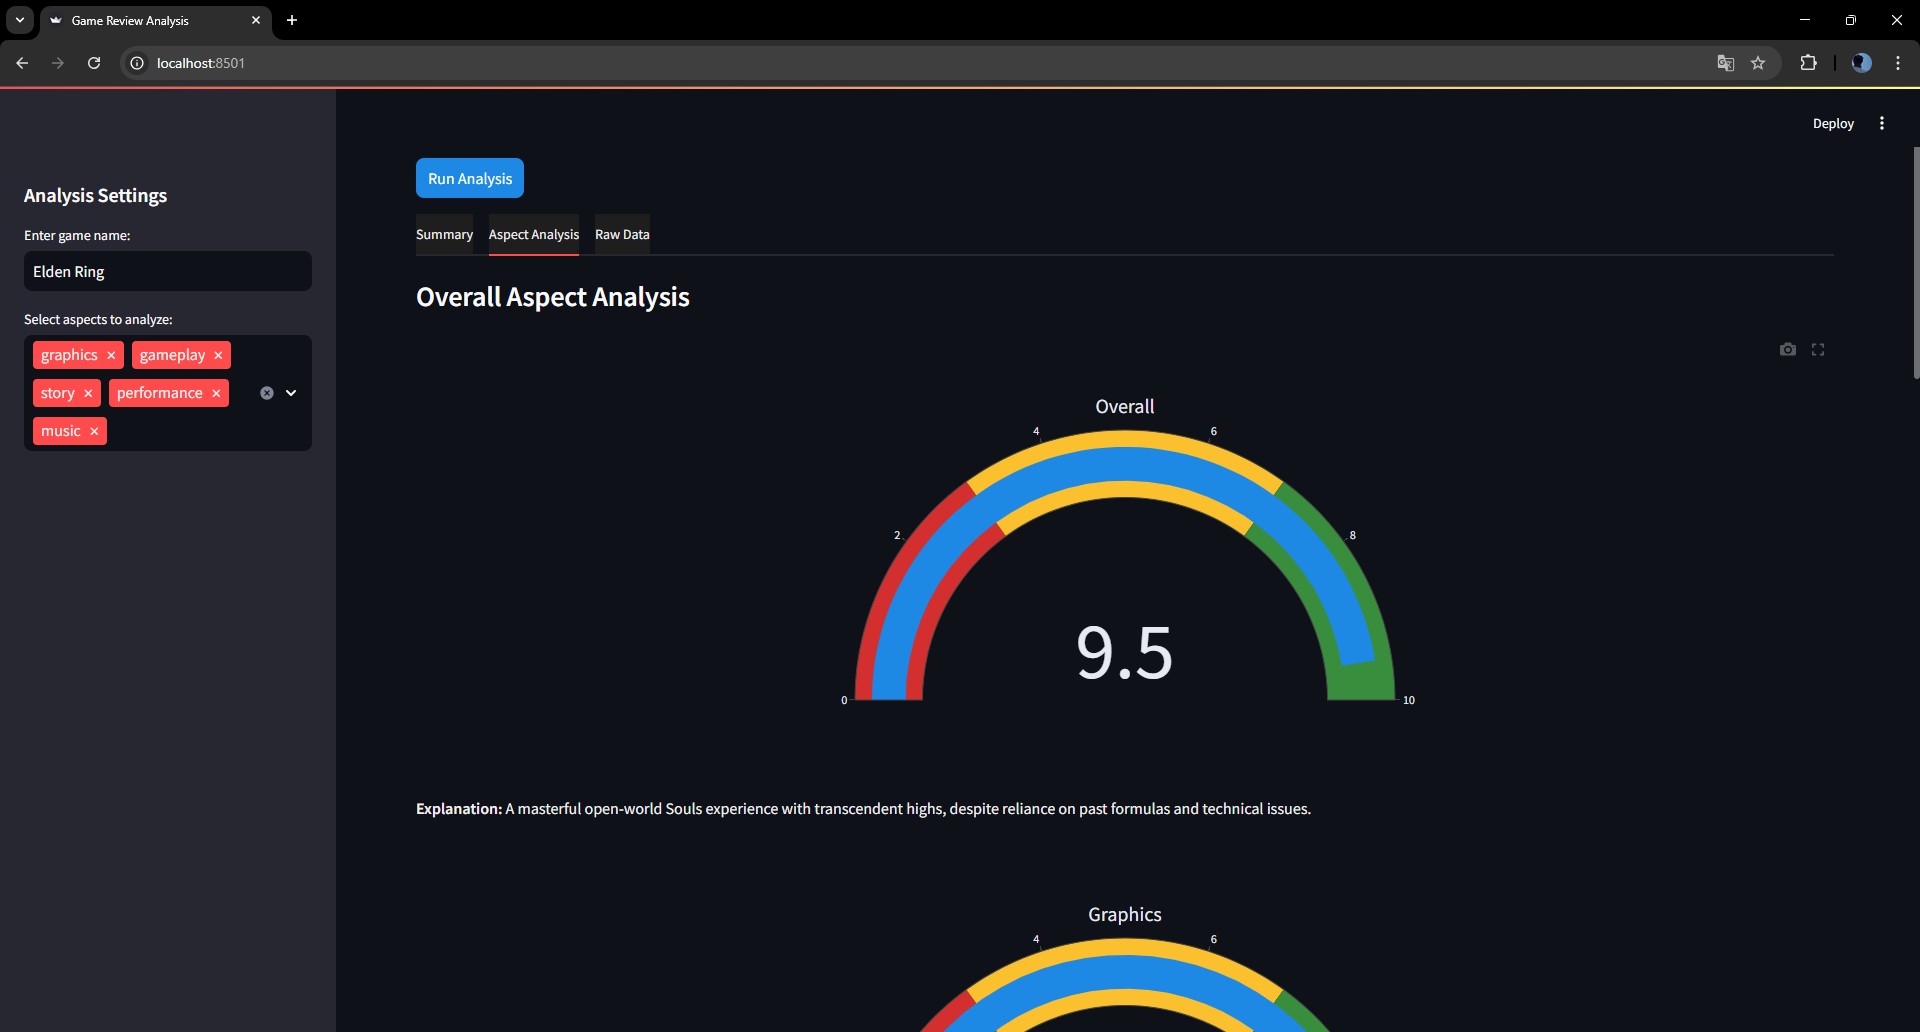 Game Review Analysis
localhost:8501
Deploy
Analysis Settings
Enter game name:
Elden Ring
Select aspects to analyze:
graphics
gameplay
story
performance
music
Run Analysis
Summary
Aspect Analysis
Raw Data
Overall Aspect Analysis
Overall
4
6
2
8
9.5
0
10
Explanation: A masterful open-world Souls experience with transcendent highs, despite reliance on past formulas and technical issues.
Graphics
4
6